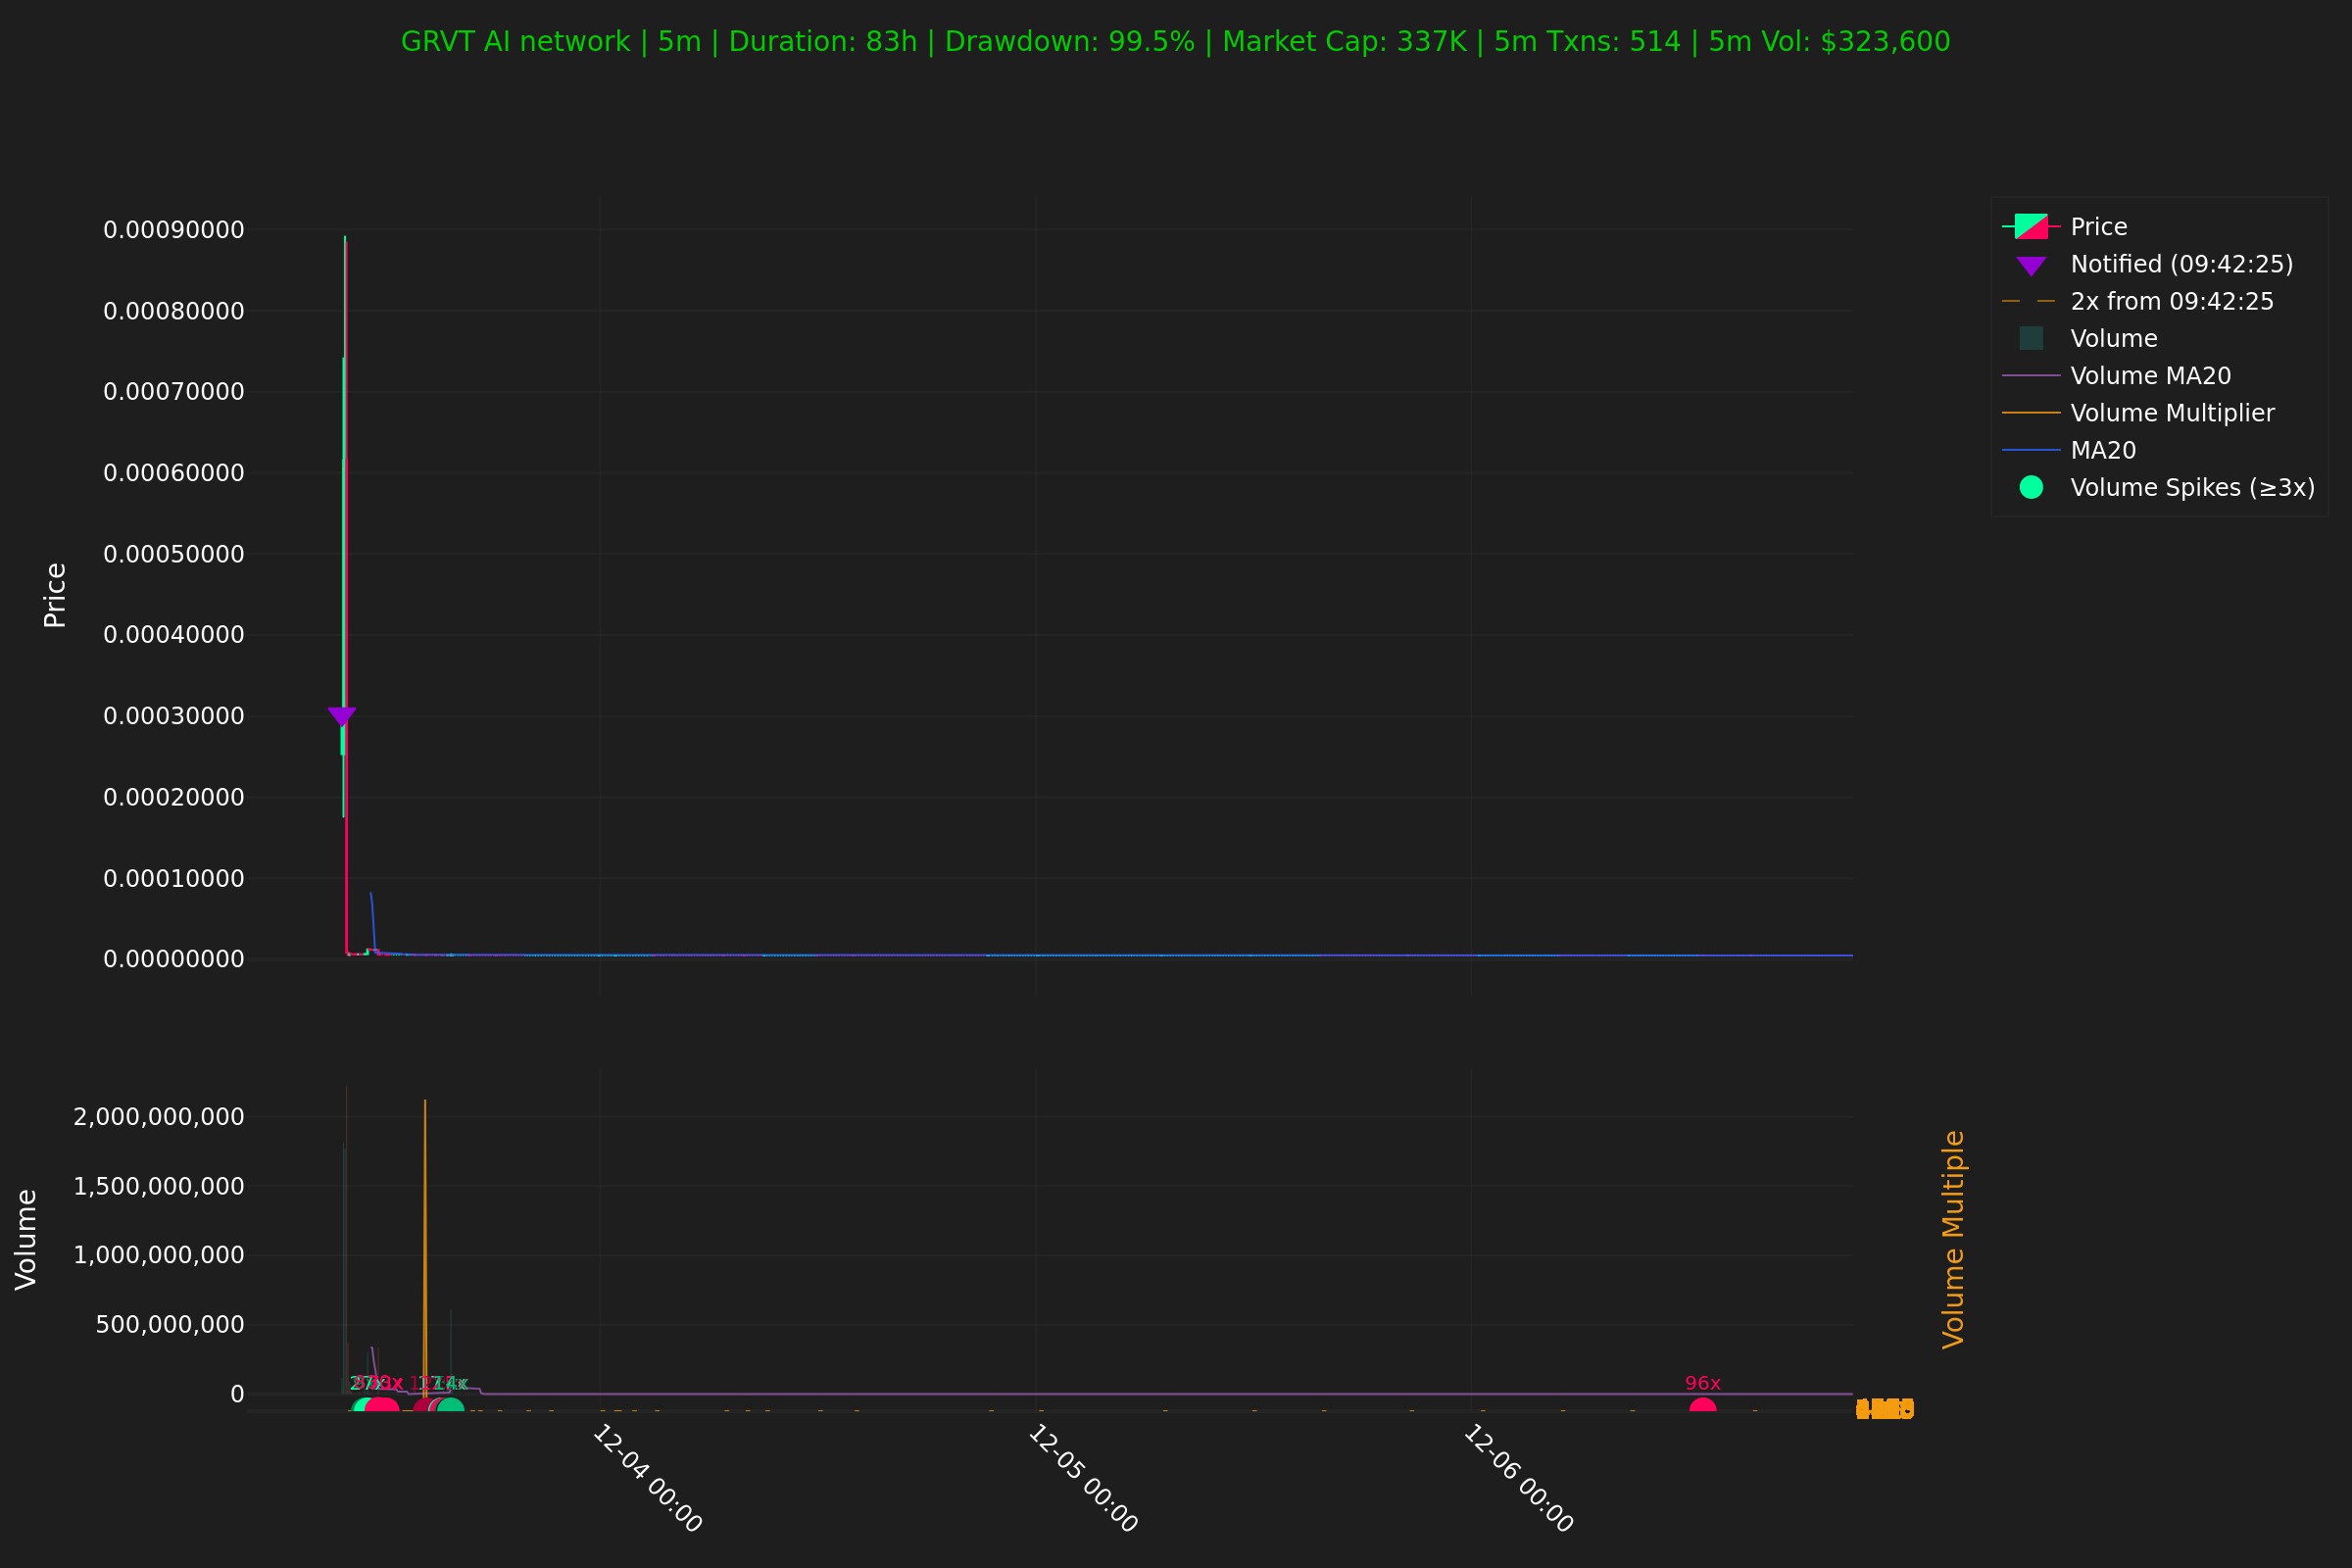 GRVT AI network | 5m | Duration: 83h | Drawdown: 99.5% | Market Cap: 337K | 5m Txns: 514 | 5m Vol: $323,600
Price
0.00090000
0.00080000
0.00070000
0.00060000
0.00050000
0.00040000
0.00030000
0.00020000
0.00010000
0.00000000
Price
Notified (09:42:25)
2x from 09:42:25
Volume
Volume MA20
Volume Multiplier
MA20
Volume Spikes (≥3x)
Volume
2,000,000,000
1,500,000,000
1,000,000,000
500,000,000
0
96x
Volume Multiple
12-04 00:00
12-05 00:00
12-06 00:00